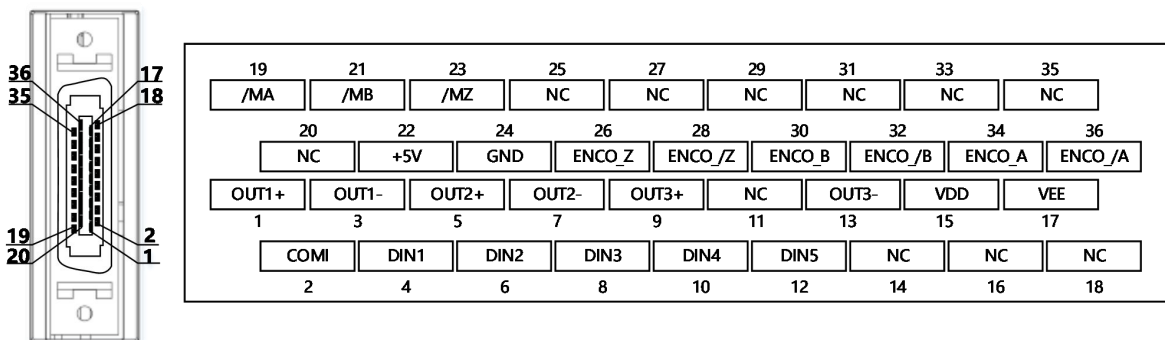 36 17
35 18
19 2
20 1
19 21 23 25 27 29 31 33 35
/MA /MB /MZ NC NC NC NC NC NC
20 22 24 26 28 30 32 34 36
NC +5V GND ENCO_Z ENCO_/Z ENCO_B ENCO_/B ENCO_A ENCO_/A
OUT1+ OUT1- OUT2+ OUT2- OUT3+ NC OUT3- VDD VEE
1 3 5 7 9 11 13 15 17
COMI DIN1 DIN2 DIN3 DIN4 DIN5 NC NC NC
2 4 6 8 10 12 14 16 18